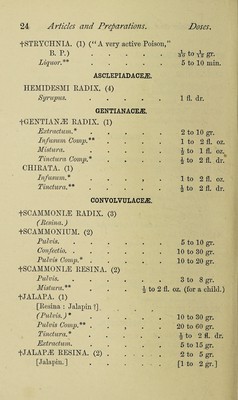 24 Articles and Preparations. Doses.
†STRYCHNIA. (1) (“A very active Poison,”
B. P.) . . . . . to 1/12 gr.
Liquor.** . . . . . 5 to 10 min.
ASCLEPIADACEÆ.
HEMIDESMI RADIX. (4)
Syrupus. . . . . . 1 fl. dr.
GENTIANACEÆ.
†GENTIANÆ RADIX. (1)
Extractum.* . . . . . 2 to 10 gr.
Infusum Comp.** . . . . 1 to 2 fl. oz.
Mistura. . . . . . ½ to 1 fl. oz.
Tinctura Comp.* . . . . ½ to 2 fl. dr.
CHIRATA. (1)
Infusum.* . . . . . 1 to 2 fl. oz.
Tinctura.** . . . . . ½ to 2 fl. dr.
CONVOLVULACEÆ.
†SCAMMONIÆ RADIX. (3)
(Resina.)
†SCAMMONIUM. (2)
Pulvis. . . . . . 5 to 10 gr.
Confectio. . . . . . 10 to 30 gr.
Pulvis Comp.* . . . . . 10 to 20 gr.
†SCAMMONIÆ RESINA. (2)
Pulvis. . . . . . 3 to 8 gr.
Mistura.** . . ½ to 2 fl. oz. (for a child.)
†JALAPA. (1)
[Resina : Jalapin ?].
(Pulvis.)* . . . . . 10 to 30 gr.
Pulvis Comp.** . . . . 20 to 60 gr.
Tinctura.* . . . . . ½ to 2 fl. dr.
Extractum. . . . . . 5 to 15 gr.
†JALAPÆ RESINA. (2) . . . . 2 to 5 gr.
[Jalapin.] . . . . . [1 to 2 gr.]